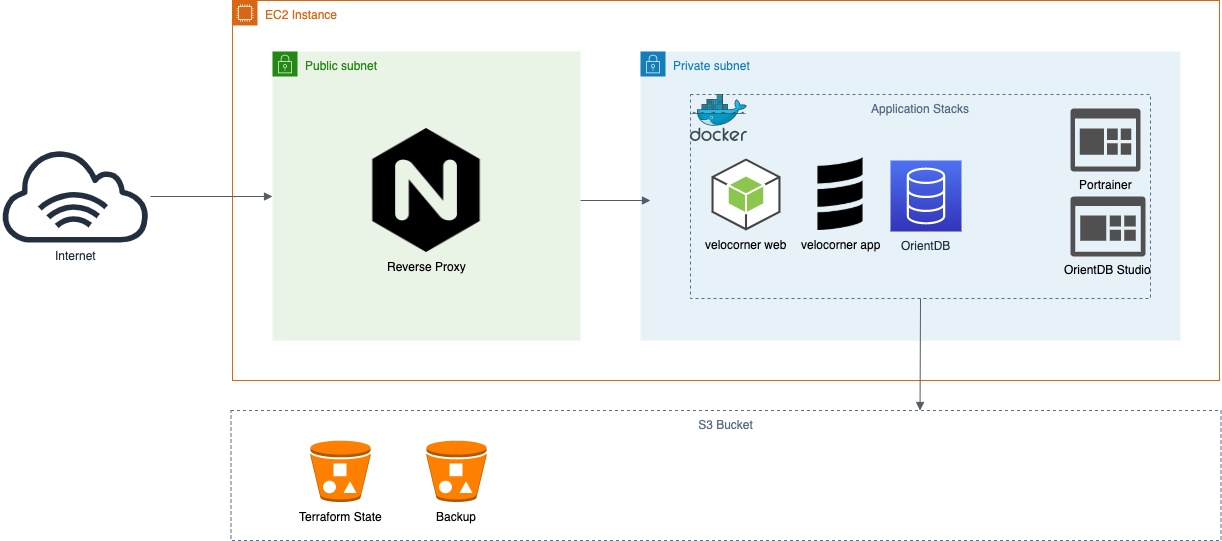 EC2 Instance
Public subnet
Private subnet
Application Stacks
docker
N
Portrainer
velocorner web
velocorner app
OrientDB
Internet
Reverse Proxy
OrientDB Studio
S3 Bucket
Terraform State
Backup